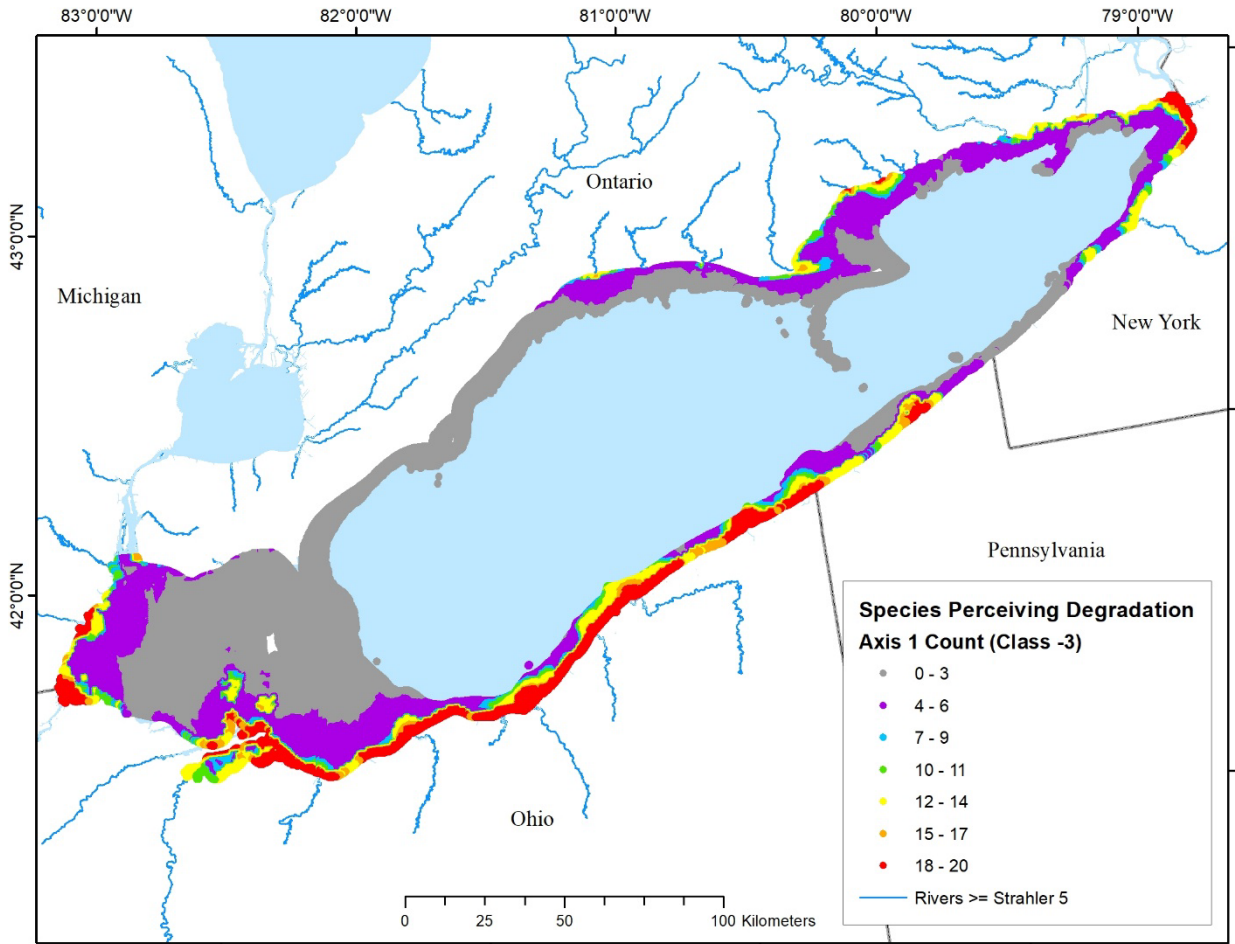 83°0'0"W 82°0'0"W 81°0'0"W 80°0'0"W 79°0'0"W
Ontario
43°0'0"N
Michigan
New York
Pennsylvania
42°0'0"N
Species Perceiving Degradation
Axis 1 Count (Class -3)
0 - 3
4 - 6
7 - 9
10 - 11
12 - 14
15 - 17
18 - 20
Rivers >= Strahler 5
Ohio
0 25 50 100 Kilometers